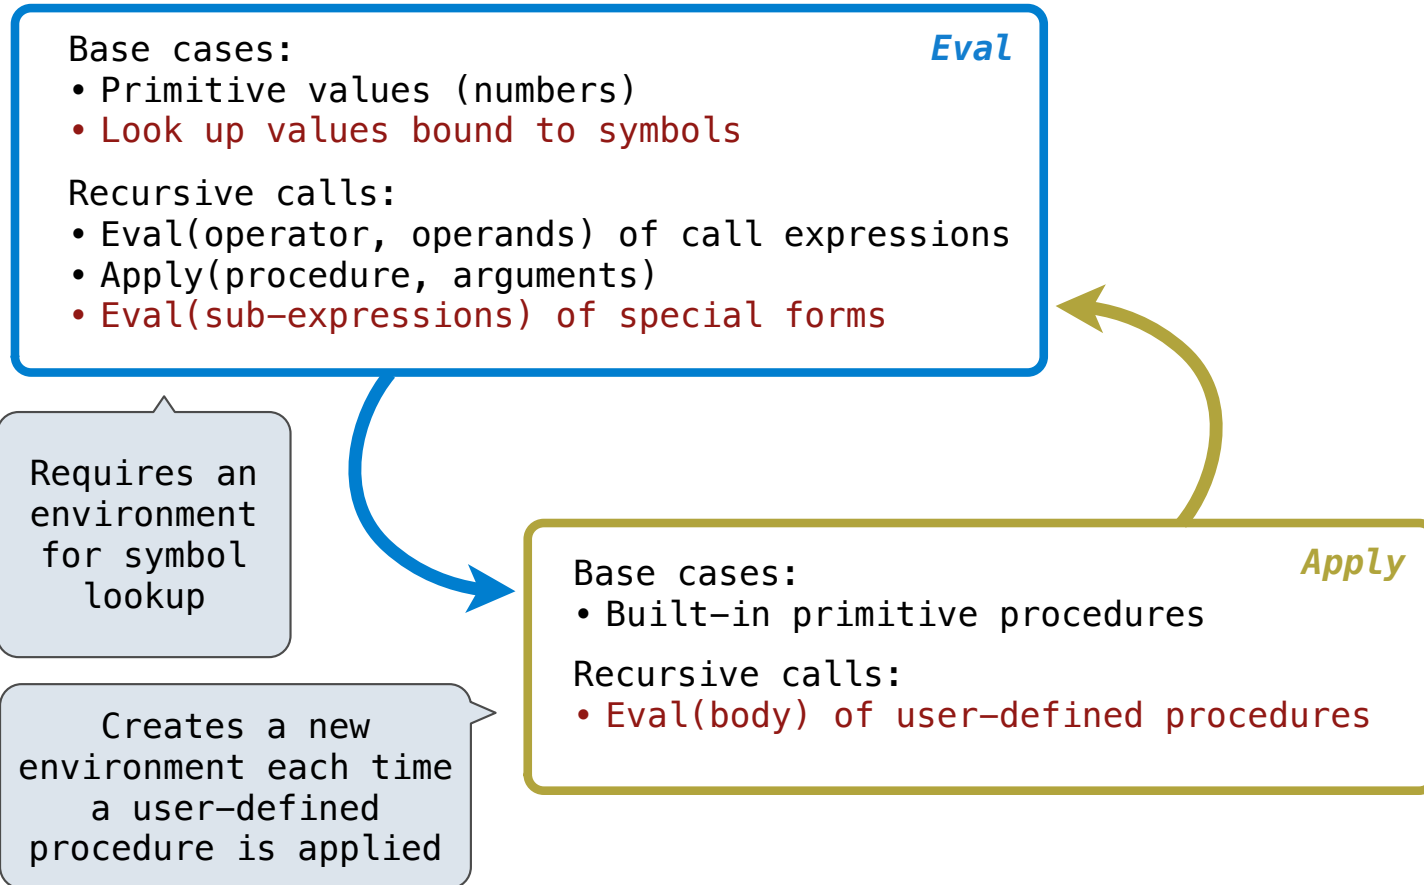 Base cases:
Eval
• Primitive values (numbers)
• Look up values bound to symbols
Recursive calls:
• Eval(operator, operands) of call expressions
• Apply(procedure, arguments)
• Eval(sub-expressions) of special forms
Requires an
environment
for symbol
lookup
Apply
Base cases:
• Built-in primitive procedures
Recursive calls:
• Eval(body) of user-defined procedures
Creates a new
environment each time
a user-defined
procedure is applied